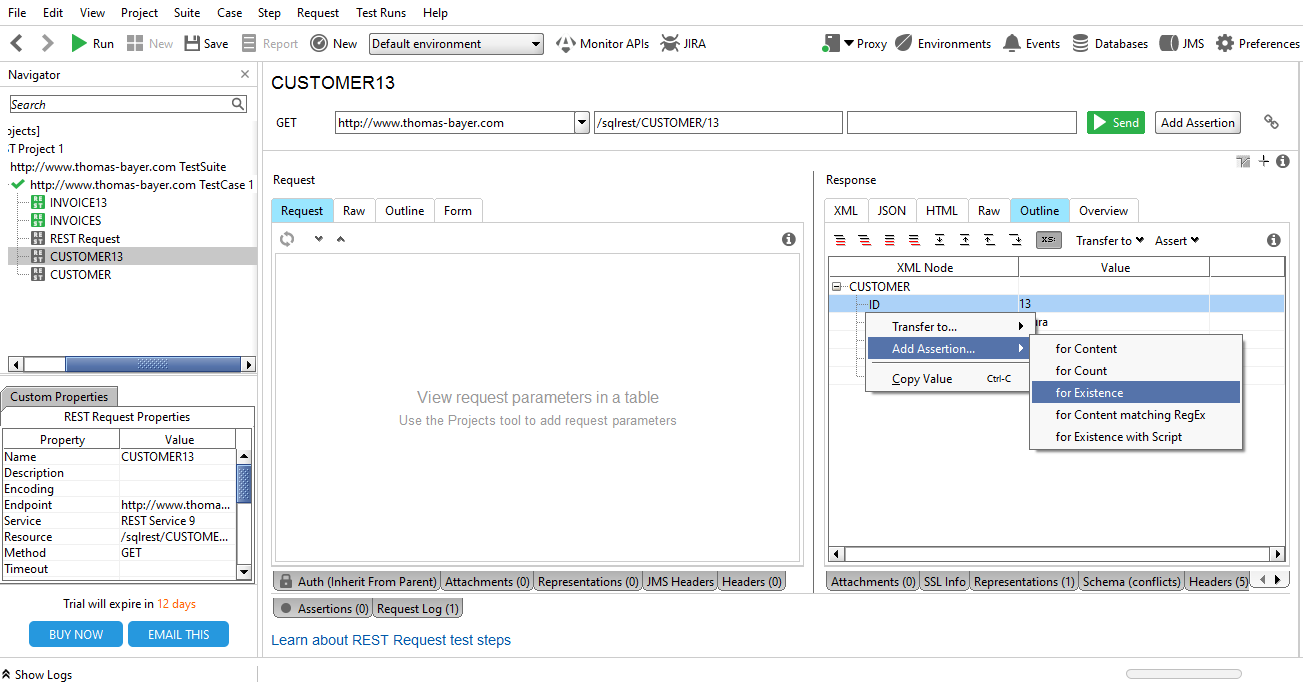 File Edit View Project Suite Case Step Request Test Runs Help
Run New Save Report New Default environment Monitor APIs JIRA Proxy Environments Events Databases JMS Preferences
Navigator
Search
ojects]
T Project 1
http://www.thomas-bayer.com TestSuite
http://www.thomas-bayer.com TestCase 1
REST INVOICE13
REST INVOICES
REST REST Request
REST CUSTOMER13
REST CUSTOMER
Custom Properties
REST Request Properties
Property Value
Name CUSTOMER13
Description
Encoding
Endpoint http://www.thoma...
Service REST Service 9
Resource /sqlrest/CUSTOME...
Method GET
Timeout
Trial will expire in 12 days
BUY NOW EMAIL THIS
CUSTOMER13
GET http://www.thomas-bayer.com /sqlrest/CUSTOMER/13 Send Add Assertion
Request
Request Raw Outline Form
View request parameters in a table
Use the Projects tool to add request parameters
Auth (Inherit From Parent) Attachments (0) Representations (0) JMS Headers Headers (0)
Response
XML JSON HTML Raw Outline Overview
XS: Transfer to Assert
XML Node Value
CUSTOMER
ID 13
ura
Transfer to...
Add Assertion...
Copy Value Ctrl-C
for Content
for Count
for Existence
for Content matching RegEx
for Existence with Script
Attachments (0) SSL Info Representations (1) Schema (conflicts) Headers (5)
Assertions (0) Request Log (1)
Learn about REST Request test steps
Show Logs